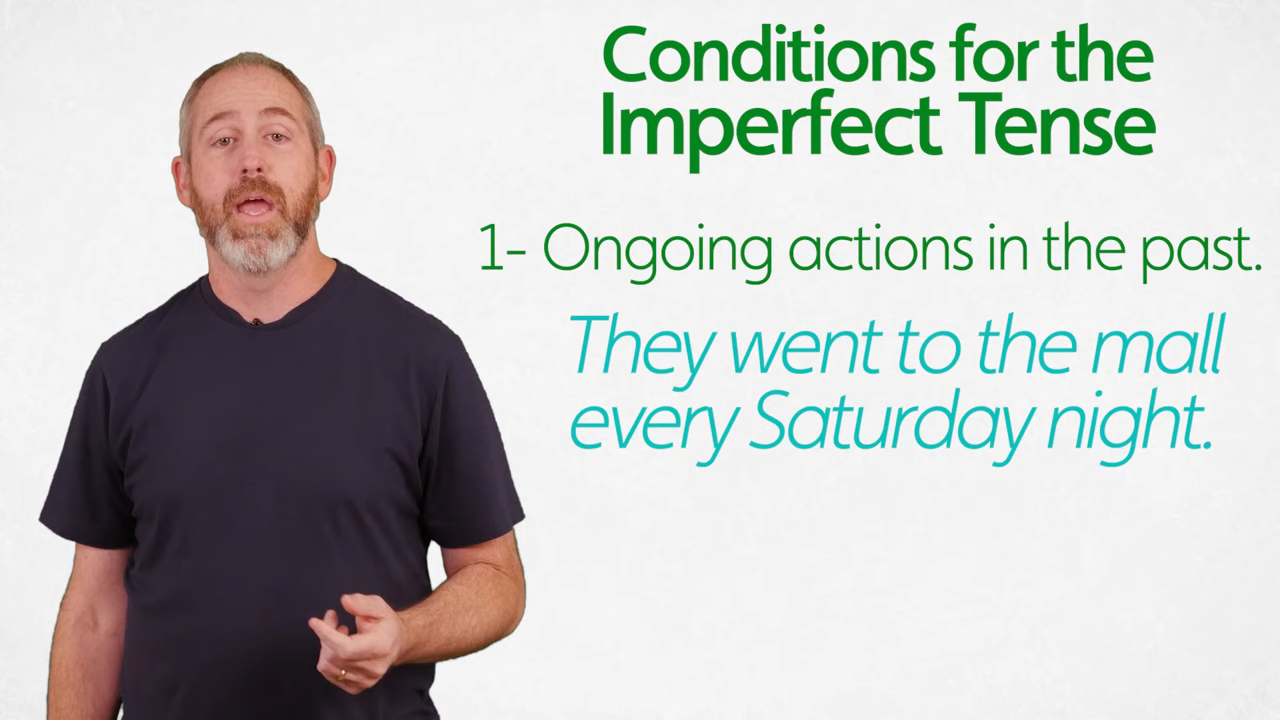 Conditions for the
Imperfect Tense
1- Ongoing actions in the past.
They went to the mall
every Saturday night.